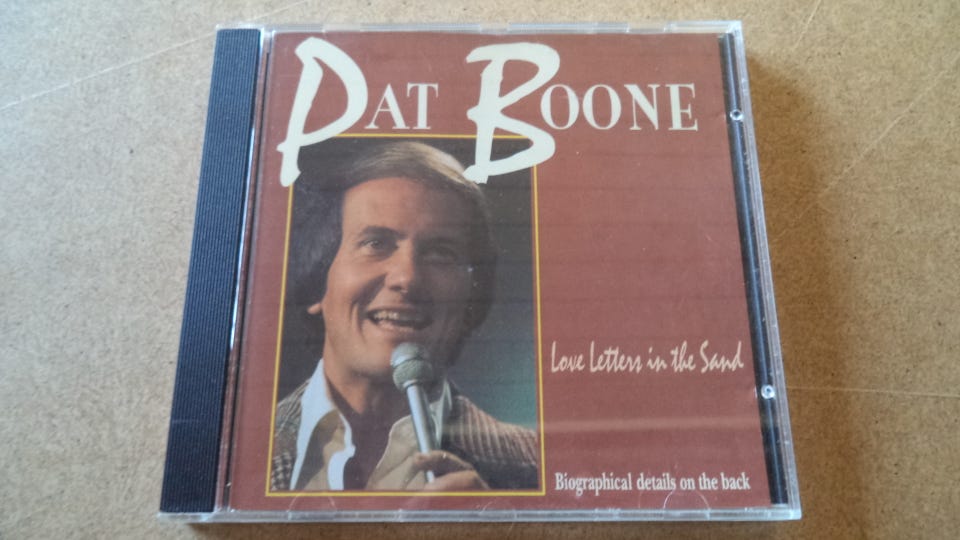 PAT BOONE
Love Letters in the Sand
Biographical details on the back